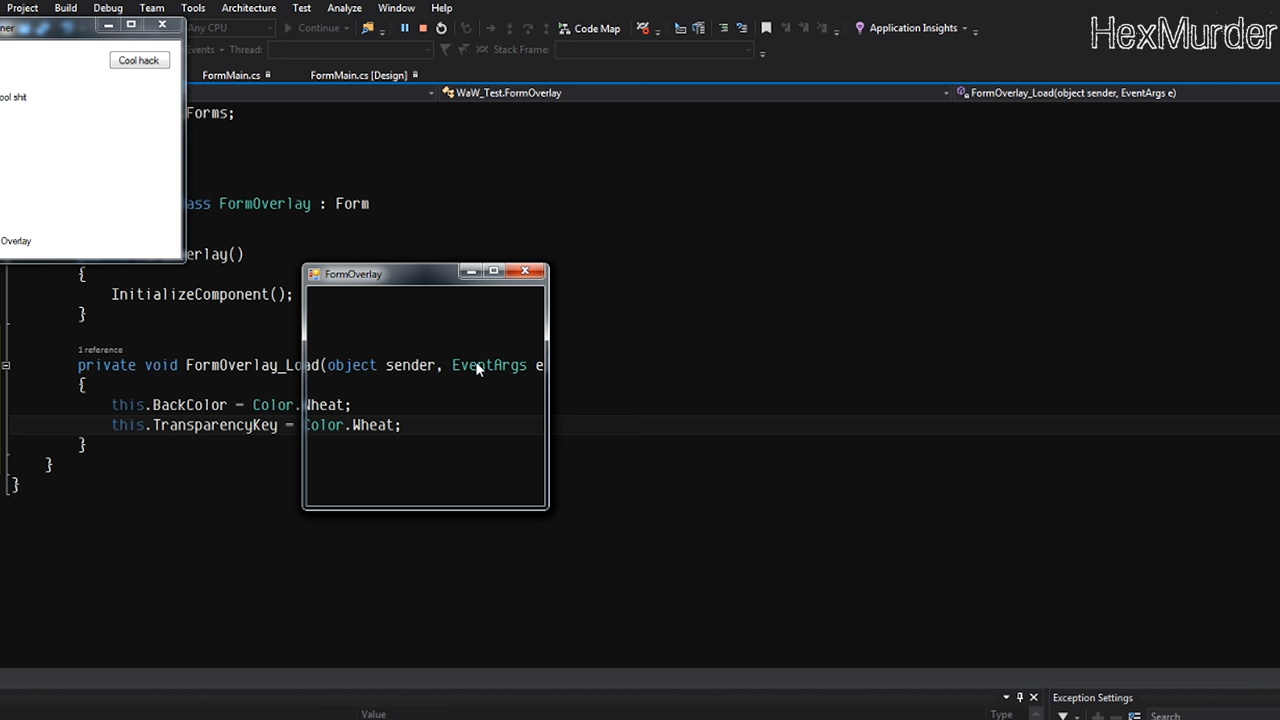 Project Build Debug Team Tools Architecture Test Analyze Window Help
HexMurder
ner
Any CPU Continue Code Map Application Insights
Events Thread: Stack Frame:
Cool hack
FormMain.cs FormMain.cs [Design]
WaW_Test.FormOverlay FormOverlay_Load(object sender, EventArgs e)
ool shit
Forms;
ass FormOverlay : Form
Overlay
erlay()
{
FormOverlay
InitializeComponent();
}
1 reference
private void FormOverlay_Load(object sender, EventArgs e
{
this.BackColor = Color.Wheat;
this.TransparencyKey = Color.Wheat;
}
}
}
Exception Settings
Value Type Search